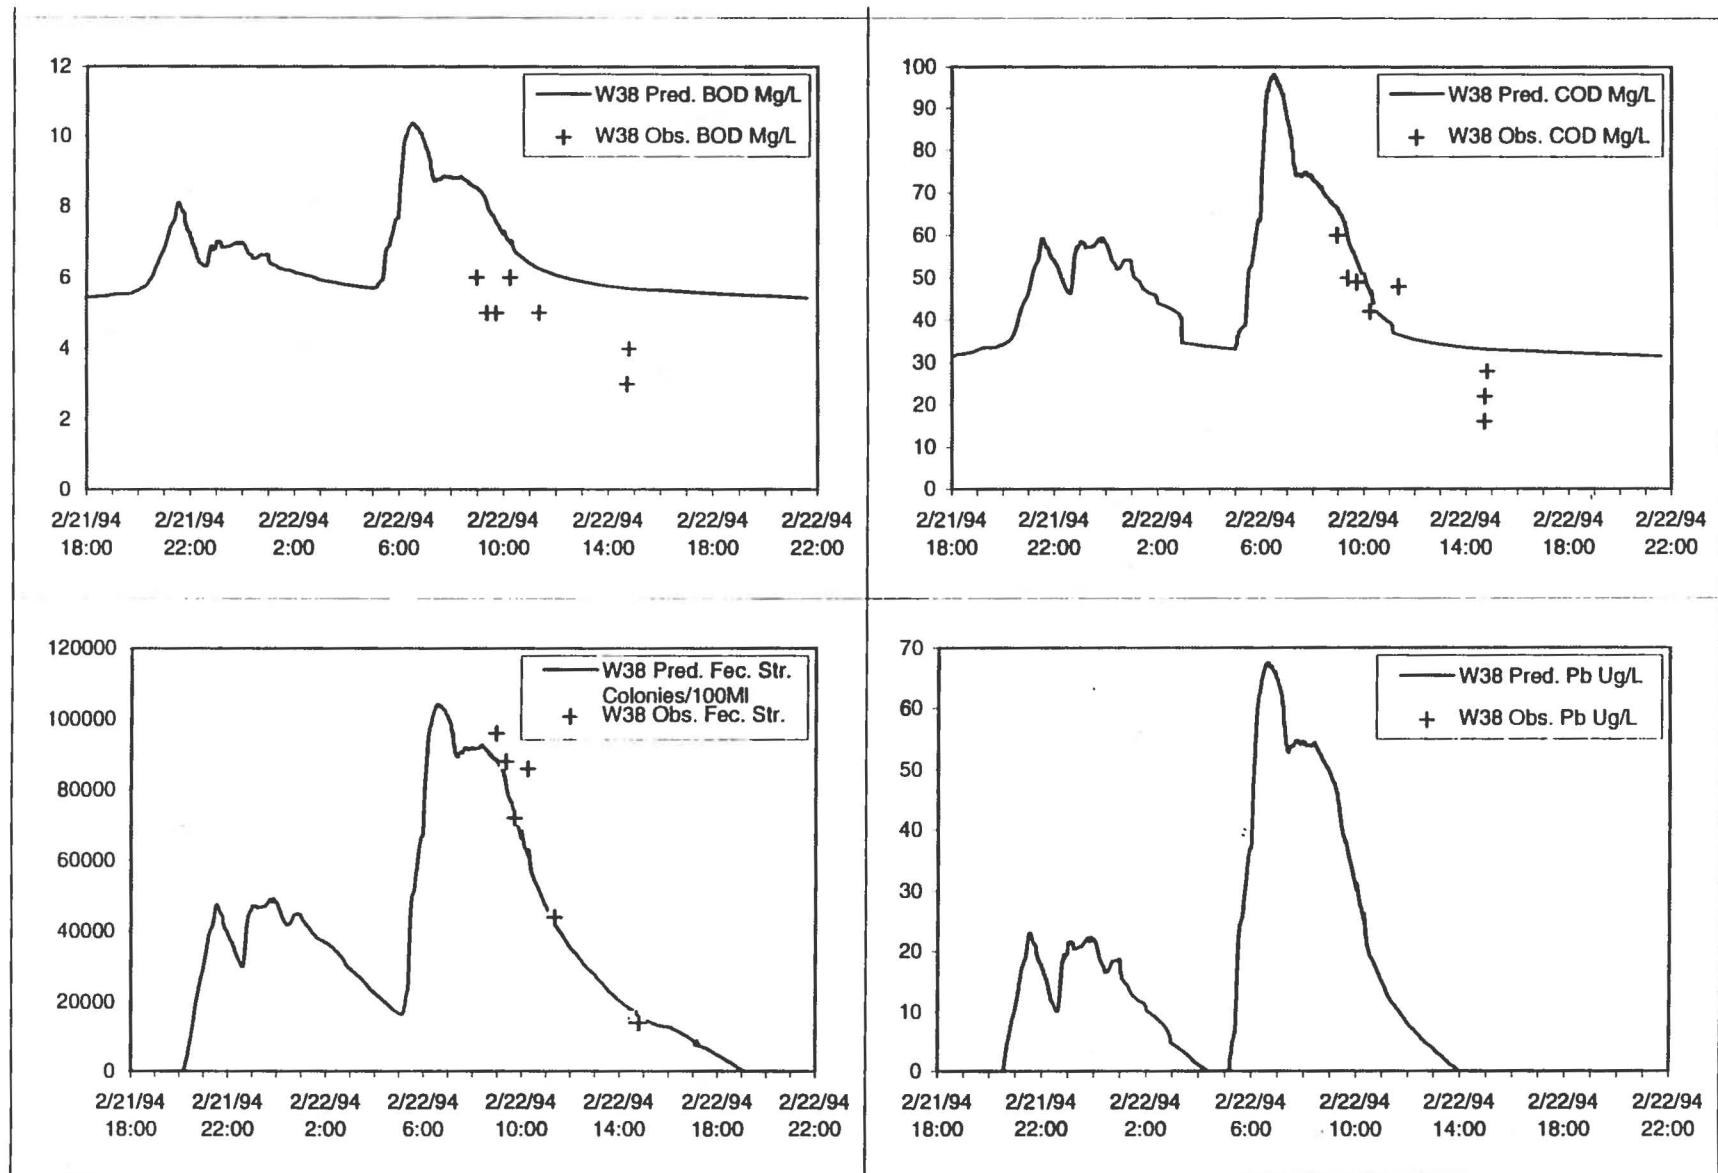 12
10
8
6
4
2
0
W38 Pred. BOD Mg/L
W38 Obs. BOD Mg/L
2/21/94 2/21/94 2/22/94 2/22/94 2/22/94 2/22/94 2/22/94 2/22/94
18:00 22:00 2:00 6:00 10:00 14:00 18:00 22:00
100
90
80
70
60
50
40
30
20
10
0
W38 Pred. COD Mg/L
W38 Obs. COD Mg/L
2/21/94 2/21/94 2/22/94 2/22/94 2/22/94 2/22/94 2/22/94 2/22/94
18:00 22:00 2:00 6:00 10:00 14:00 18:00 22:00
120000
100000
80000
60000
40000
20000
0
W38 Pred. Fec. Str.
Colonies/100Ml
W38 Obs. Fec. Str.
2/21/94 2/21/94 2/22/94 2/22/94 2/22/94 2/22/94 2/22/94 2/22/94
18:00 22:00 2:00 6:00 10:00 14:00 18:00 22:00
70
60
50
40
30
20
10
0
W38 Pred. Pb Ug/L
W38 Obs. Pb Ug/L
2/21/94 2/21/94 2/22/94 2/22/94 2/22/94 2/22/94 2/22/94 2/22/94
18:00 22:00 2:00 6:00 10:00 14:00 18:00 22:00